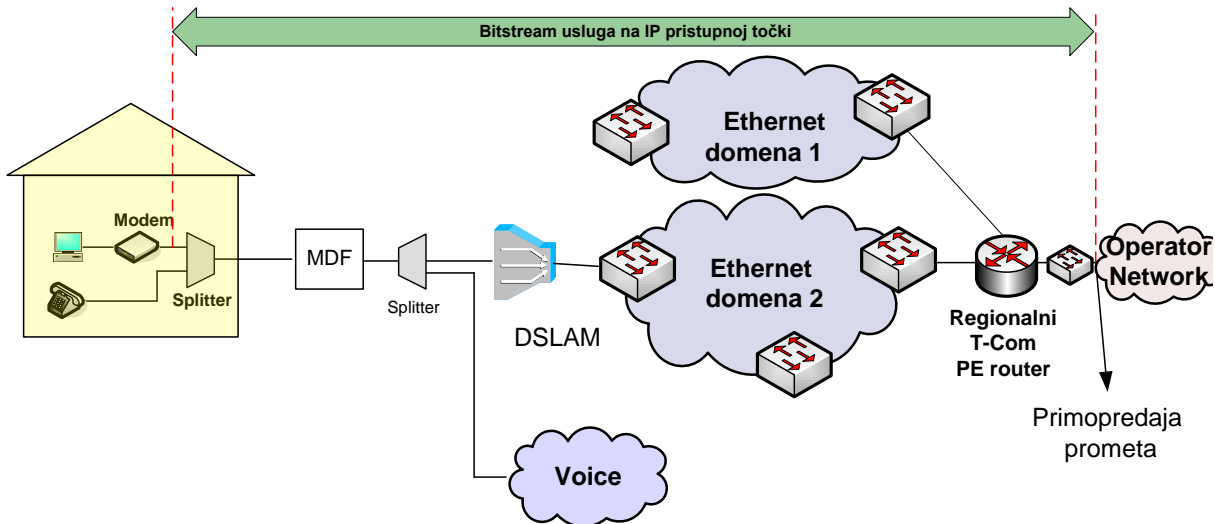 Bitstream usluga na IP pristupnoj točki
Ethernet
domena 1
Modem
Splitter
MDF
Splitter
DSLAM
Ethernet
domena 2
Regionalni
T-Com
PE router
Operator
Network
Primopredaja
prometa
Voice